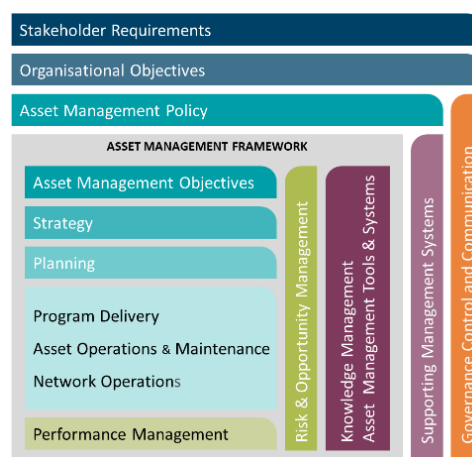 Stakeholder Requirements
Organisational Objectives
Asset Management Policy
ASSET MANAGEMENT FRAMEWORK
Asset Management Objectives
Strategy
Planning
Program Delivery
Asset Operations & Maintenance
Network Operations
Performance Management
Risk & Opportunity Management
Knowledge Management
Asset Management Tools & Systems
Supporting Management Systems
Governance Control and Communication